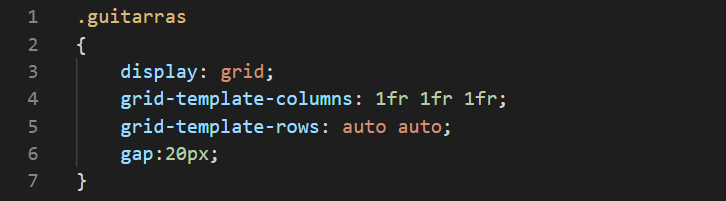 1 .guitarras
2 {
3 display: grid;
4 grid-template-columns: 1fr 1fr 1fr;
5 grid-template-rows: auto auto;
6 gap:20px;
7 }